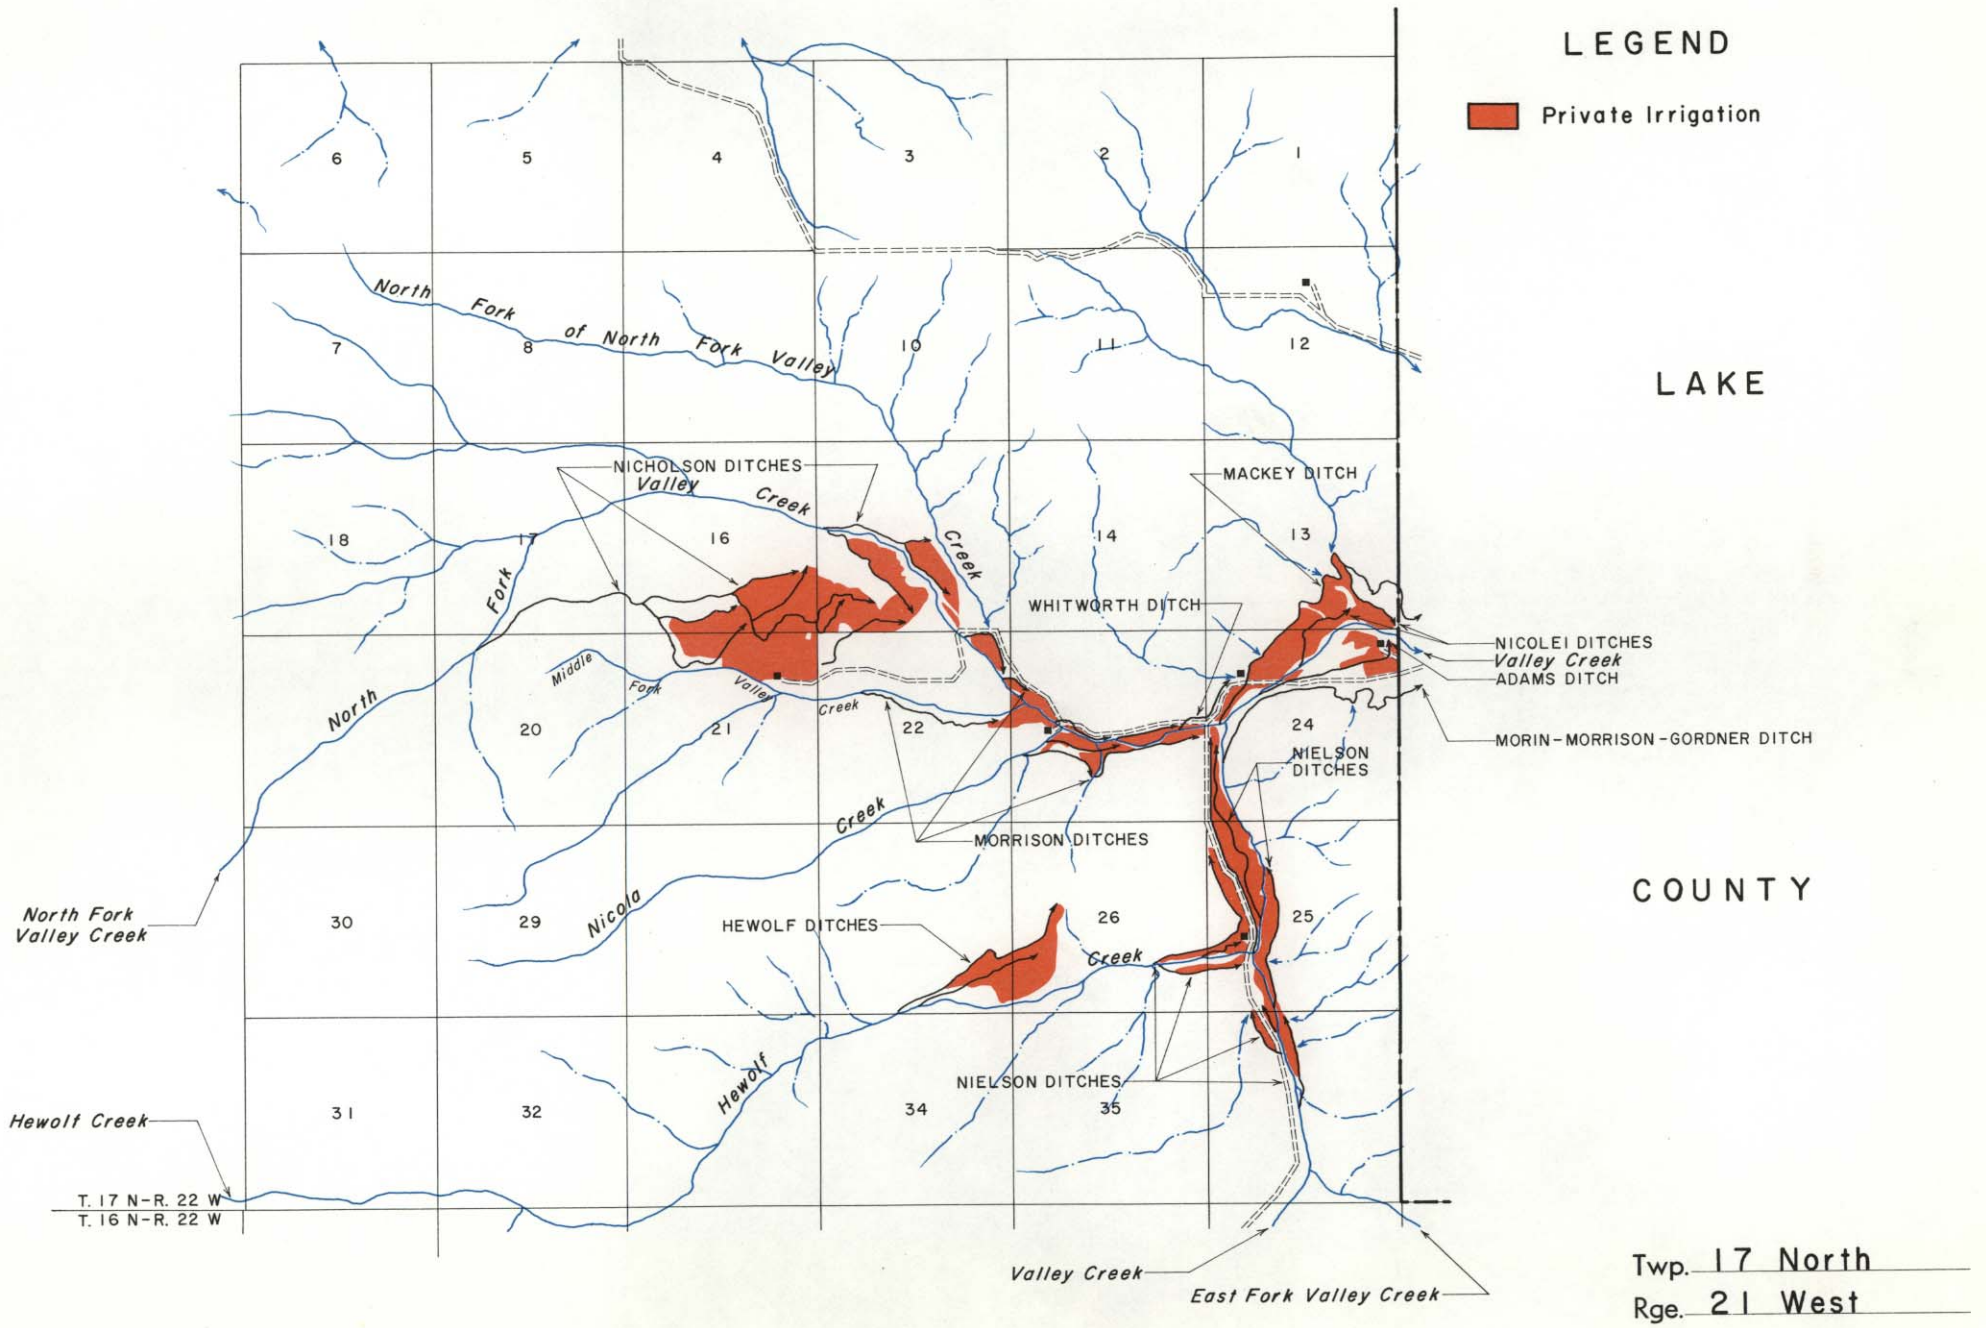 LEGEND
Private Irrigation
6
5
4
3
2
1
North Fork of North Fork Valley Creek
7
8
10
11
12
LAKE
NICHOLSON DITCHES
MACKEY DITCH
North Fork Valley Creek
18
17
16
14
13
WHITWORTH DITCH
NICOLEI DITCHES
Valley Creek
ADAMS DITCH
Middle Fork Valley Creek
20
21
22
24
MORIN-MORRISON-GORDNER DITCH
NIELSON
DITCHES
MORRISON DITCHES
Nicola Creek
COUNTY
North Fork
Valley Creek
30
29
HEWOLF DITCHES
26
25
Hewolf Creek
NIELSON DITCHES
31
32
34
35
Hewolf Creek
T. 17 N-R. 22 W
T. 16 N-R. 22 W
Valley Creek
East Fork Valley Creek
Twp. 17 North
Rge. 21 West